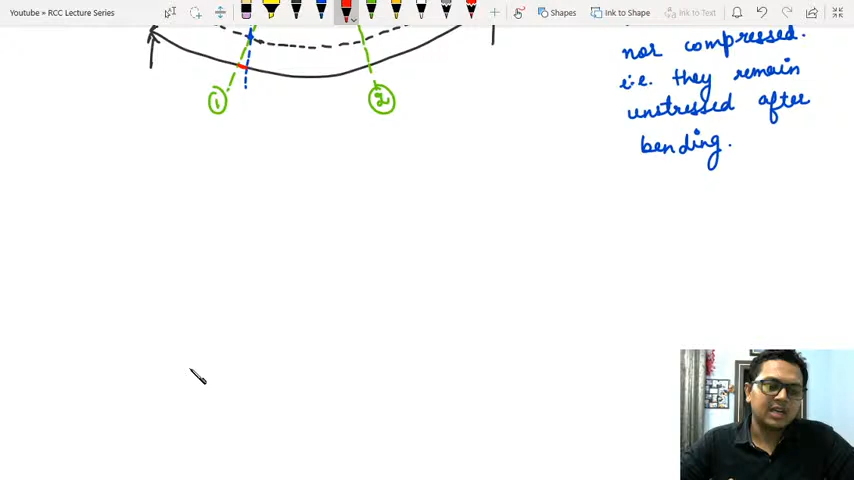 Youtube » RCC Lecture Series
Shapes
Ink to Shape
Ink to Text
nor compressed.
i.e. they remain
unstressed after
bending.
1
2